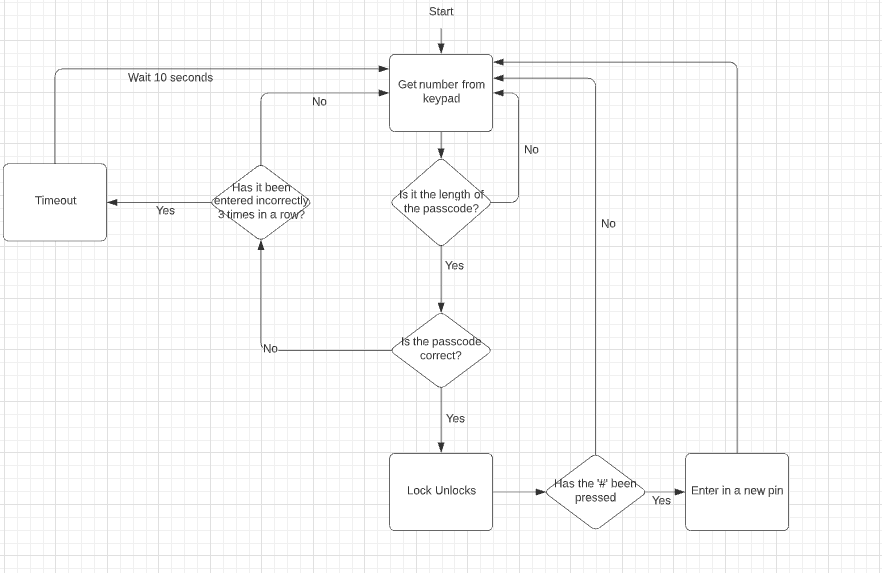 Start
Wait 10 seconds
Get number from
keypad
No
No
Has it been
entered incorrectly
3 times in a row?
Is it the length of
the passcode?
Timeout
Yes
No
Yes
Is the passcode
correct?
No
Yes
Lock Unlocks
Has the '#' been
pressed
Yes
Enter in a new pin